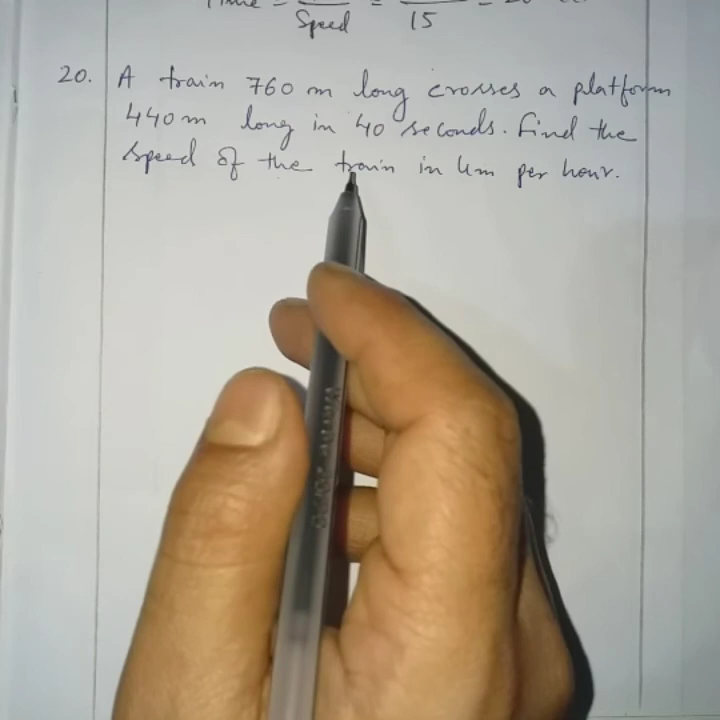 Speed 15
20. A train 760 m long crosses a platform
440 m long in 40 seconds. Find the
speed of the train in km per hour.